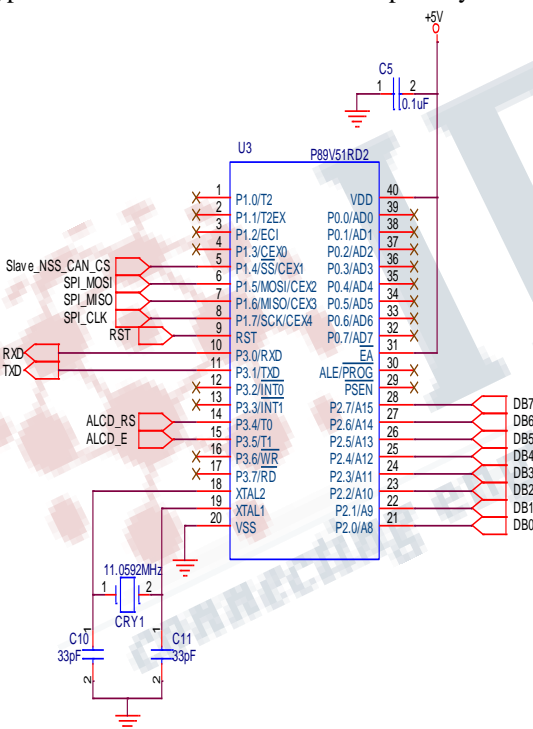 +5V
C5
1 2
0.1uF
U3 P89V51RD2
1 P1.0/T2 VDD 40
2 P1.1/T2EX P0.0/AD0 39
3 P1.2/ECI P0.1/AD1 38
4 P1.3/CEX0 P0.2/AD2 37
Slave_NSS_CAN_CS 5 P1.4/SS/CEX1 P0.3/AD3 36
SPI_MOSI 6 P1.5/MOSI/CEX2 P0.4/AD4 35
SPI_MISO 7 P1.6/MISO/CEX3 P0.5/AD5 34
SPI_CLK 8 P1.7/SCK/CEX4 P0.6/AD6 33
RST 9 RST P0.7/AD7 32
RXD 10 P3.0/RXD EA 31
TXD 11 P3.1/TXD ALE/PROG 30
12 P3.2/INT0 PSEN 29
13 P3.3/INT1 P2.7/A15 28 DB7
ALCD_RS 14 P3.4/T0 P2.6/A14 27 DB6
ALCD_E 15 P3.5/T1 P2.5/A13 26 DB5
16 P3.6/WR P2.4/A12 25 DB4
17 P3.7/RD P2.3/A11 24 DB3
18 XTAL2 P2.2/A10 23 DB2
19 XTAL1 P2.1/A9 22 DB1
20 VSS P2.0/A8 21 DB0
11.0592MHz
1 2
CRY1
C10 1 C11 1
33pF 33pF
2 2
connecting